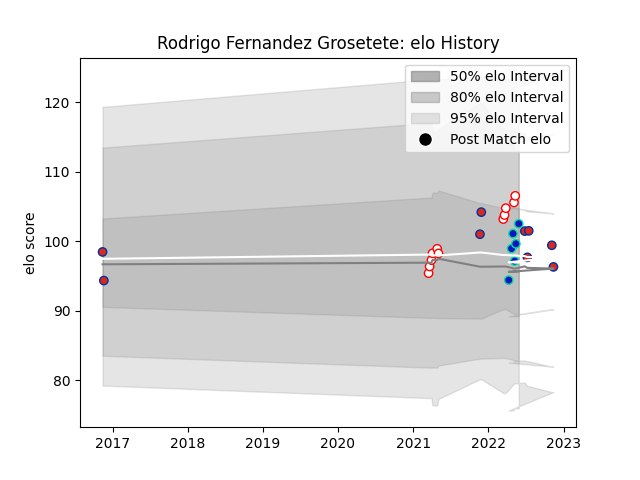 Rodrigo Fernandez Grosetete: elo History
50% elo Interval
80% elo Interval
95% elo Interval
Post Match elo
elo score
120
110
100
90
80
2017
2018
2019
2020
2021
2022
2023